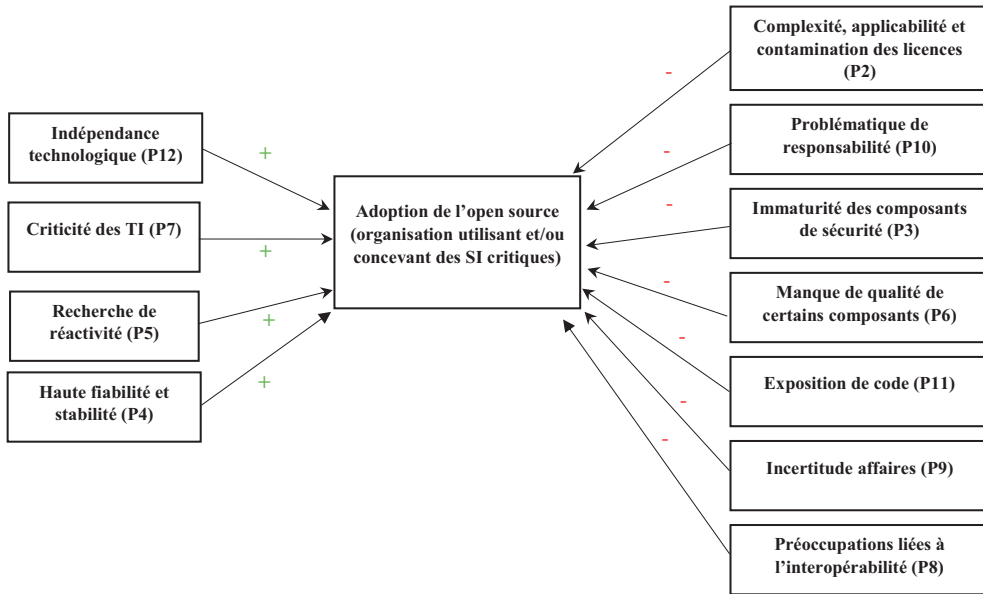 Indépendance
technologique (P12)
Criticité des TI (P7)
Recherche de
réactivité (P5)
Haute fiabilité et
stabilité (P4)
+
+
+
+
Adoption de l'open source
(organisation utilisant et/ou
concevant des SI critiques)
-
-
-
-
-
-
-
Complexité, applicabilité et
contamination des licences
(P2)
Problématique de
responsabilité (P10)
Immaturité des composants
de sécurité (P3)
Manque de qualité de
certains composants (P6)
Exposition de code (P11)
Incertitude affaires (P9)
Préoccupations liées à
l'interopérabilité (P8)